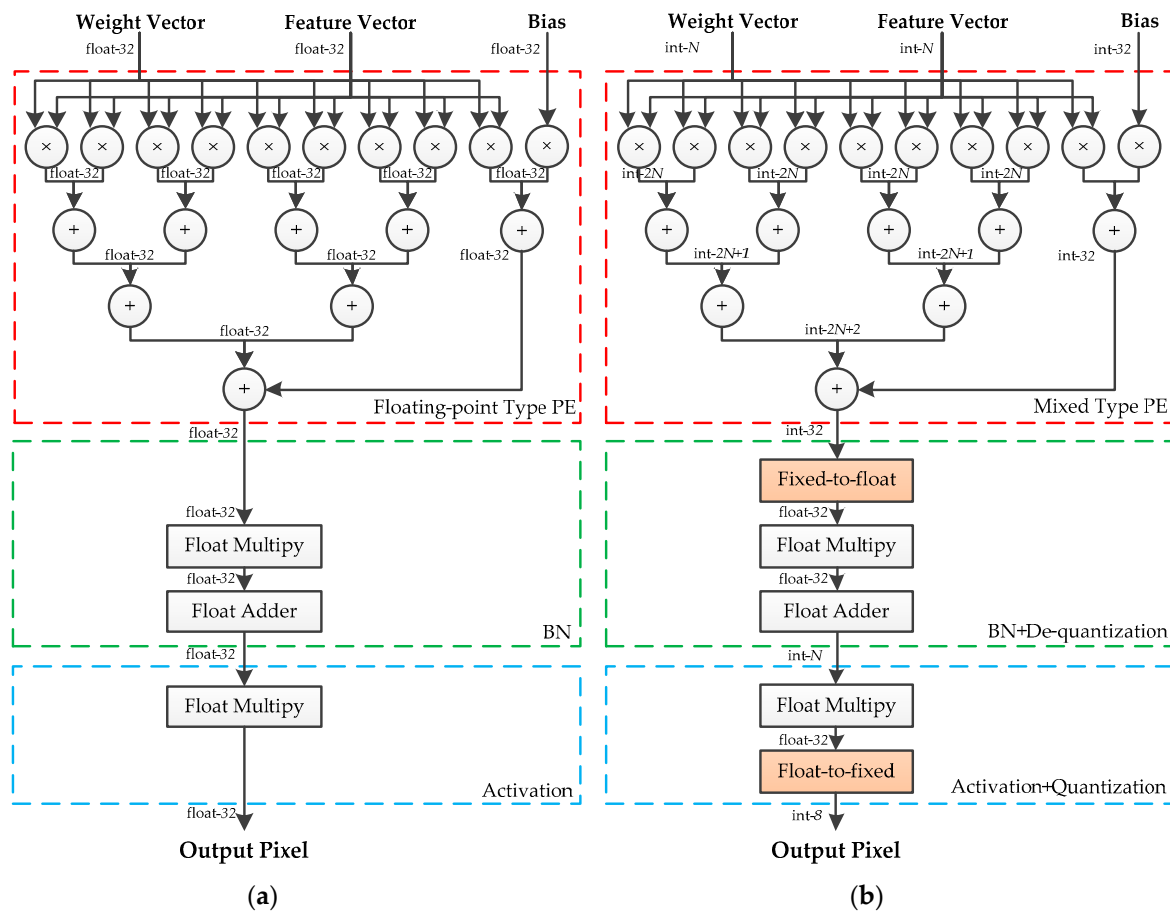 Weight Vector Feature Vector Bias
float-32 float-32 float-32
× × × × × × × × × ×
float-32 float-32 float-32 float-32 float-32
+ + + + +
float-32 float-32 float-32
+ +
float-32
+
Floating-point Type PE
float-32
float-32
Float Multipy
float-32
Float Adder
BN
float-32
Float Multipy
Activation
float-32
Output Pixel
(a)
Weight Vector Feature Vector Bias
int-N int-N int-32
× × × × × × × × × ×
int-2N int-2N int-2N int-2N
+ + + + +
int-2N+1 int-2N+1 int-32
+ +
int-2N+2
+
Mixed Type PE
int-32
Fixed-to-float
float-32
Float Multipy
float-32
Float Adder
BN+De-quantization
int-N
Float Multipy
float-32
Float-to-fixed
Activation+Quantization
int-8
Output Pixel
(b)